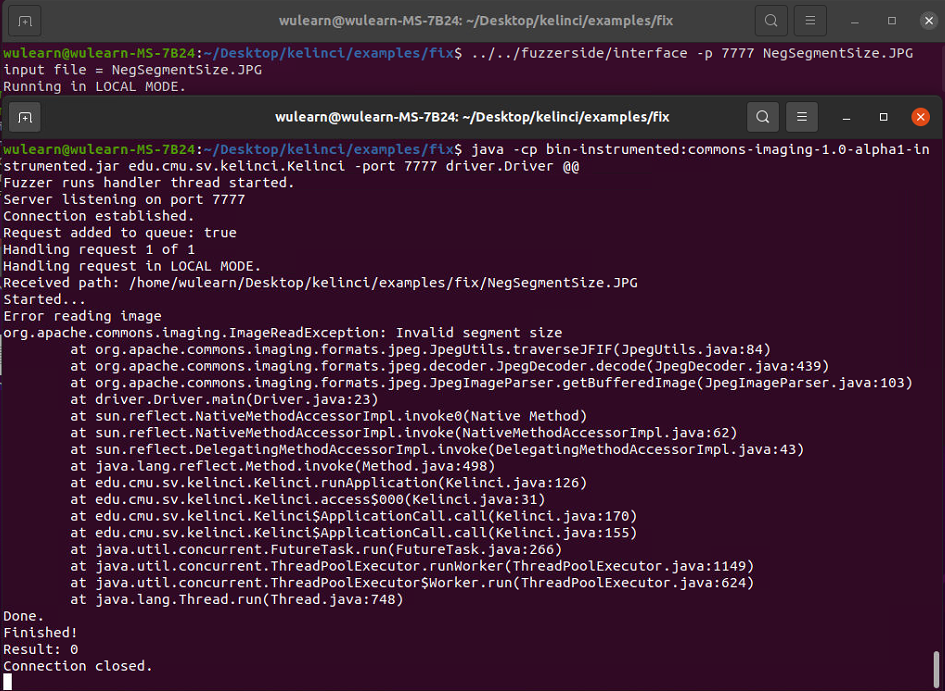 wulearn@wulearn-MS-7B24: ~/Desktop/kelinci/examples/fix
wulearn@wulearn-MS-7B24:~/Desktop/kelinci/examples/fix$ ../../fuzzerside/interface -p 7777 NegSegmentSize.JPG
input file = NegSegmentSize.JPG
Running in LOCAL MODE.
wulearn@wulearn-MS-7B24: ~/Desktop/kelinci/examples/fix
wulearn@wulearn-MS-7B24:~/Desktop/kelinci/examples/fix$ java -cp bin-instrumented:commons-imaging-1.0-alpha1-in
strumented.jar edu.cmu.sv.kelinci.Kelinci -port 7777 driver.Driver @@
Fuzzer runs handler thread started.
Server listening on port 7777
Connection established.
Request added to queue: true
Handling request 1 of 1
Handling request in LOCAL MODE.
Received path: /home/wulearn/Desktop/kelinci/examples/fix/NegSegmentSize.JPG
Started...
Error reading image
org.apache.commons.imaging.ImageReadException: Invalid segment size
at org.apache.commons.imaging.formats.jpeg.JpegUtils.traverseJFIF(JpegUtils.java:84)
at org.apache.commons.imaging.formats.jpeg.decoder.JpegDecoder.decode(JpegDecoder.java:439)
at org.apache.commons.imaging.formats.jpeg.JpegImageParser.getBufferedImage(JpegImageParser.java:103)
at driver.Driver.main(Driver.java:23)
at sun.reflect.NativeMethodAccessorImpl.invoke0(Native Method)
at sun.reflect.NativeMethodAccessorImpl.invoke(NativeMethodAccessorImpl.java:62)
at sun.reflect.DelegatingMethodAccessorImpl.invoke(DelegatingMethodAccessorImpl.java:43)
at java.lang.reflect.Method.invoke(Method.java:498)
at edu.cmu.sv.kelinci.Kelinci.runApplication(Kelinci.java:126)
at edu.cmu.sv.kelinci.Kelinci.access$000(Kelinci.java:31)
at edu.cmu.sv.kelinci.Kelinci$ApplicationCall.call(Kelinci.java:170)
at edu.cmu.sv.kelinci.Kelinci$ApplicationCall.call(Kelinci.java:155)
at java.util.concurrent.FutureTask.run(FutureTask.java:266)
at java.util.concurrent.ThreadPoolExecutor.runWorker(ThreadPoolExecutor.java:1149)
at java.util.concurrent.ThreadPoolExecutor$Worker.run(ThreadPoolExecutor.java:624)
at java.lang.Thread.run(Thread.java:748)
Done.
Finished!
Result: 0
Connection closed.